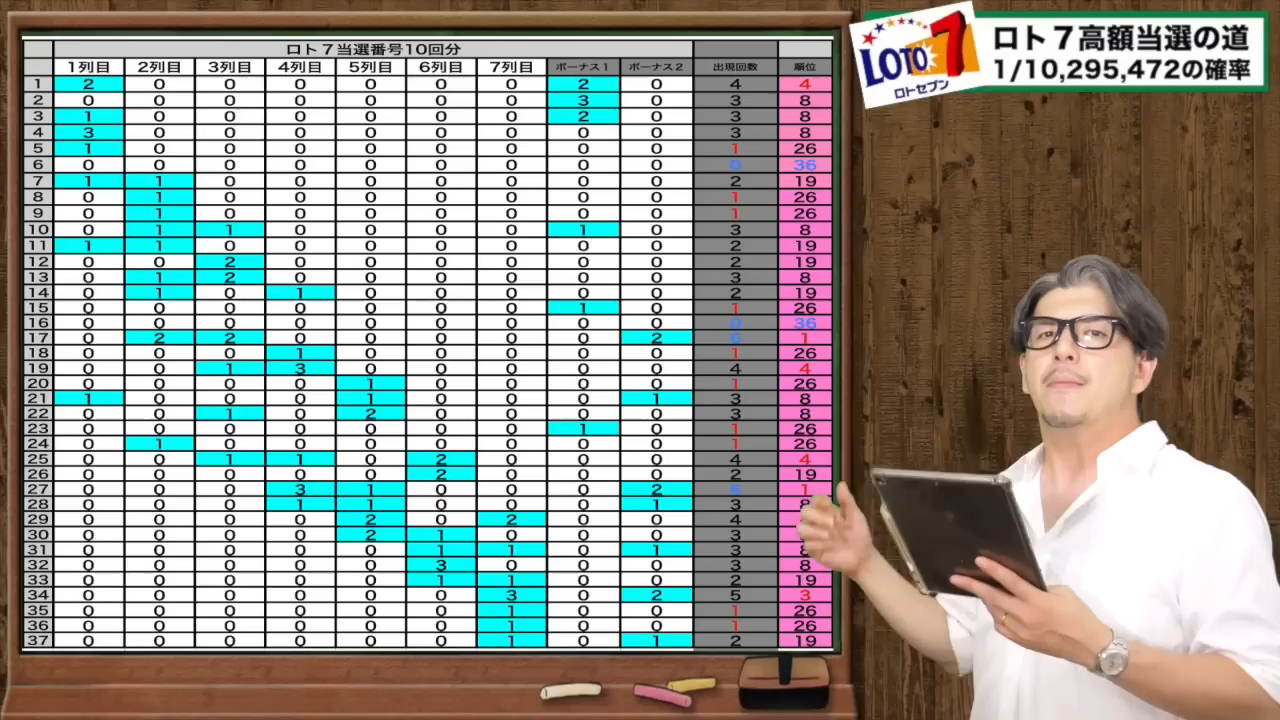 ロト７当選番号10回分
1列目 2列目 3列目 4列目 5列目 6列目 7列目 ボーナス1 ボーナス2 出現回数 順位
1 2 0 0 0 0 0 0 2 0 4 4
2 0 0 0 0 0 0 0 3 0 3 8
3 1 0 0 0 0 0 0 2 0 3 8
4 3 0 0 0 0 0 0 0 0 3 8
5 1 0 0 0 0 0 0 0 0 1 26
6 0 0 0 0 0 0 0 0 0 0 36
7 1 1 0 0 0 0 0 0 0 2 19
8 0 1 0 0 0 0 0 0 0 1 26
9 0 1 0 0 0 0 0 0 0 1 26
10 0 1 1 0 0 0 0 1 0 3 8
11 1 1 0 0 0 0 0 0 0 2 19
12 0 0 2 0 0 0 0 0 0 2 19
13 0 1 2 0 0 0 0 0 0 3 8
14 0 1 0 1 0 0 0 0 0 2 19
15 0 0 0 0 0 0 0 1 0 1 26
16 0 0 0 0 0 0 0 0 0 0 36
17 0 2 2 0 0 0 0 0 2 6 1
18 0 0 0 1 0 0 0 0 0 1 26
19 0 0 1 3 0 0 0 0 0 4 4
20 0 0 0 0 1 0 0 0 0 1 26
21 1 0 0 0 1 0 0 0 1 3 8
22 0 0 1 0 2 0 0 0 0 3 8
23 0 0 0 0 0 0 0 1 0 1 26
24 0 1 0 0 0 0 0 0 0 1 26
25 0 0 1 1 0 2 0 0 0 4 4
26 0 0 0 0 0 2 0 0 0 2 19
27 0 0 0 3 1 0 0 0 2 6 1
28 0 0 0 1 1 0 0 0 1 3 8
29 0 0 0 0 2 0 2 0 0 4
30 0 0 0 0 2 1 0 0 0 3
31 0 0 0 0 0 1 1 0 1 3 8
32 0 0 0 0 0 3 0 0 0 3 8
33 0 0 0 0 0 1 1 0 0 2 19
34 0 0 0 0 0 0 3 0 2 5 3
35 0 0 0 0 0 0 1 0 0 1 26
36 0 0 0 0 0 0 1 0 0 1 26
37 0 0 0 0 0 0 1 0 1 2 19
LOTO 7
ロトセブン
ロト７高額当選の道
1/10,295,472の確率